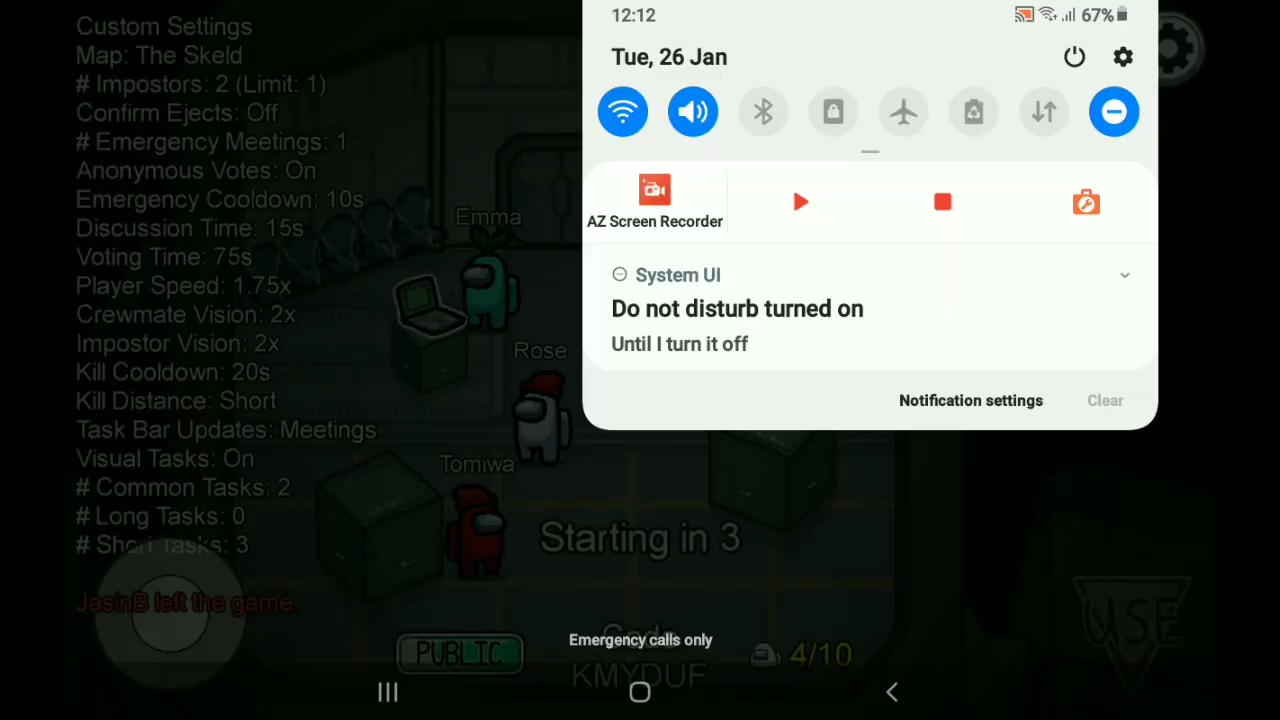 Custom Settings
Map: The Skeld
# Impostors: 2 (Limit: 1)
Confirm Ejects: Off
# Emergency Meetings: 1
Anonymous Votes: On
Emergency Cooldown: 10s
Discussion Time: 15s
Voting Time: 75s
Player Speed: 1.75x
Crewmate Vision: 2x
Impostor Vision: 2x
Kill Cooldown: 20s
Kill Distance: Short
Task Bar Updates: Meetings
Visual Tasks: On
# Common Tasks: 2
# Long Tasks: 0
# Short Tasks: 3
JasinB left the game.
Emma
Rose
Tomiwa
Starting in 3
12:12
67%
Tue, 26 Jan
AZ Screen Recorder
System UI
Do not disturb turned on
Until I turn it off
Notification settings
Clear
Emergency calls only
PUBLIC
Code
KMYDUF
4/10
USE